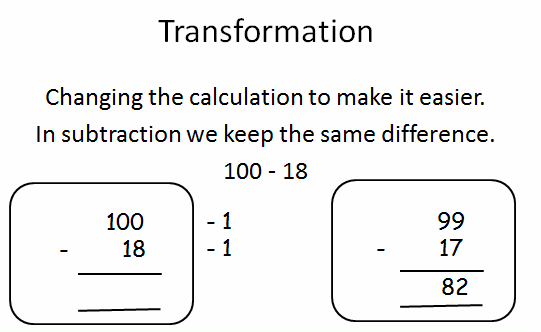 Transformation
Changing the calculation to make it easier.
In subtraction we keep the same difference.
100 - 18
100 - 1 99
- 18 - 1 - 17
82